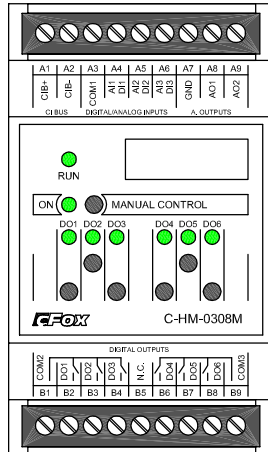 A1 A2 A3 A4 A5 A6 A7 A8 A9
CIB+ CIB- COM1 AI1 DI1 AI2 DI2 AI3 DI3 GND AO1 AO2
CI BUS DIGITAL/ANALOG INPUTS A. OUTPUTS
RUN
ON MANUAL CONTROL
DO1 DO2 DO3 DO4 DO5 DO6
CFox C-HM-0308M
DIGITAL OUTPUTS
COM2 DO1 DO2 DO3 N.C. DO4 DO5 DO6 COM3
B1 B2 B3 B4 B5 B6 B7 B8 B9